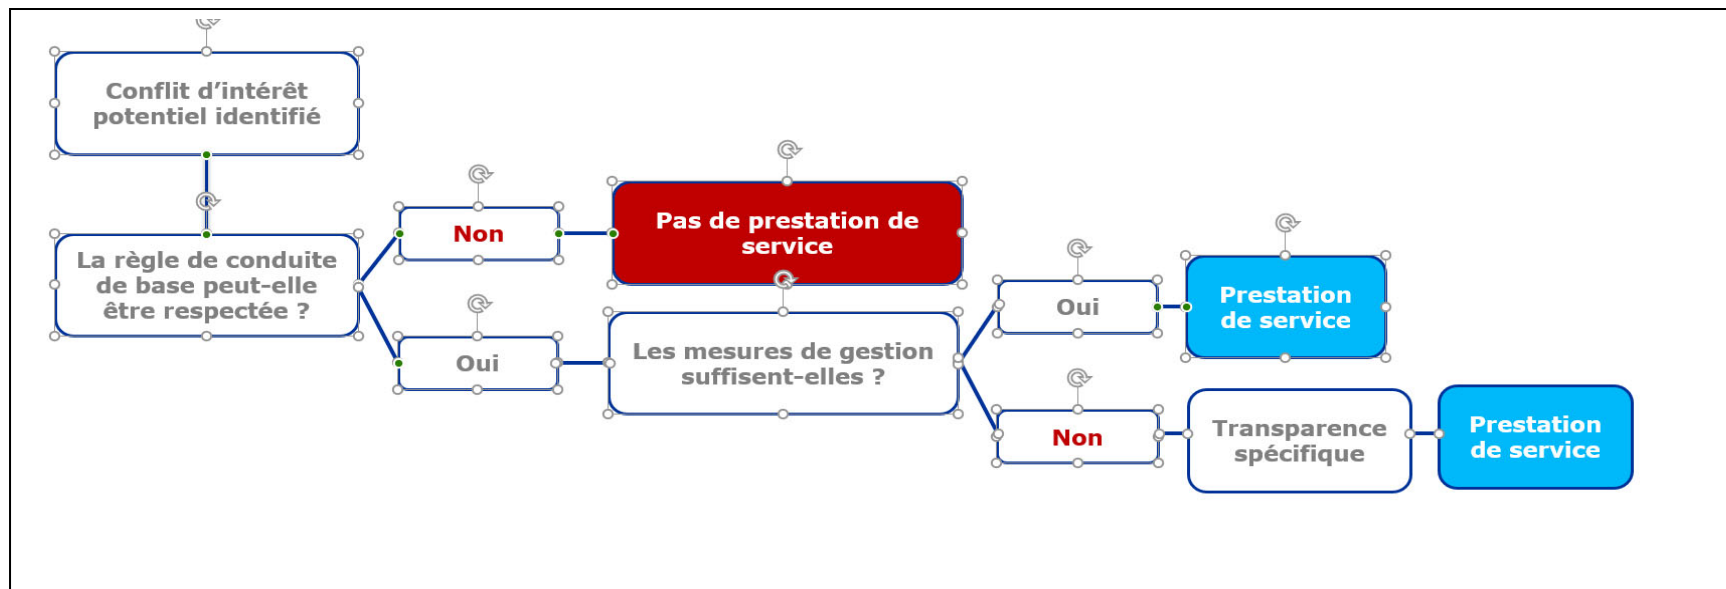 Conflit d’intérêt
potentiel identifié
La règle de conduite
de base peut-elle
être respectée ?
Non
Pas de prestation de
service
Oui
Les mesures de gestion
suffisent-elles ?
Oui
Prestation
de service
Non
Transparence
spécifique
Prestation
de service